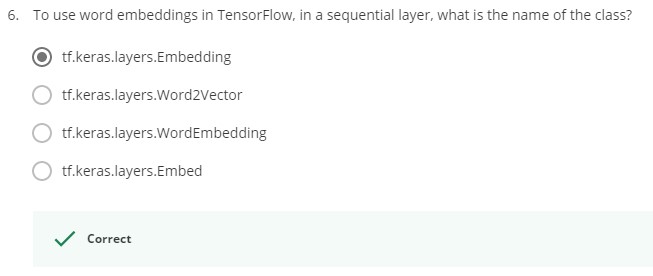 6. To use word embeddings in TensorFlow, in a sequential layer, what is the name of the class?
tf.keras.layers.Embedding
tf.keras.layers.Word2Vector
tf.keras.layers.WordEmbedding
tf.keras.layers.Embed
Correct